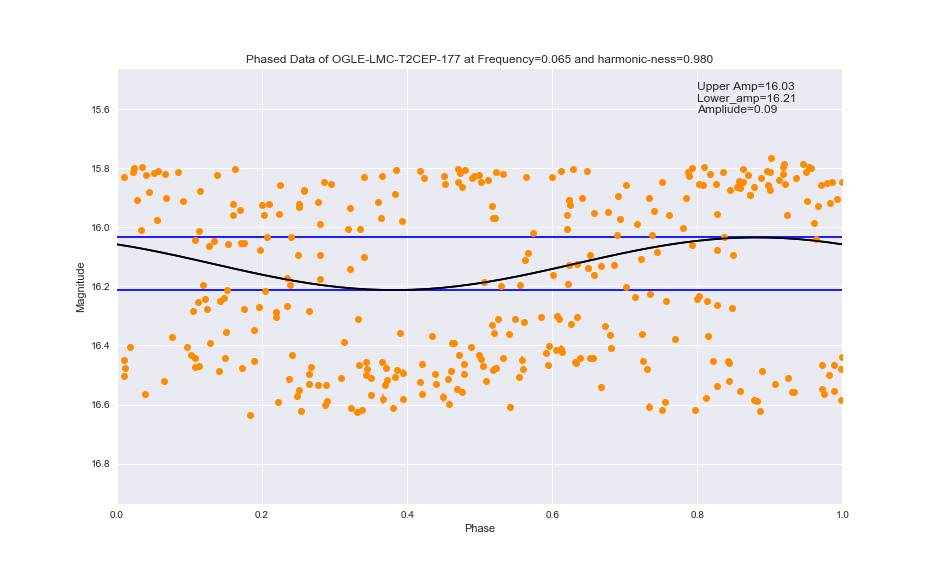 Phased Data of OGLE-LMC-T2CEP-177 at Frequency=0.065 and harmonic-ness=0.980
Upper Amp=16.03
Lower_amp=16.21
Ampliude=0.09
15.6
15.8
16.0
16.2
16.4
16.6
16.8
Magnitude
0.0 0.2 0.4 0.6 0.8 1.0
Phase